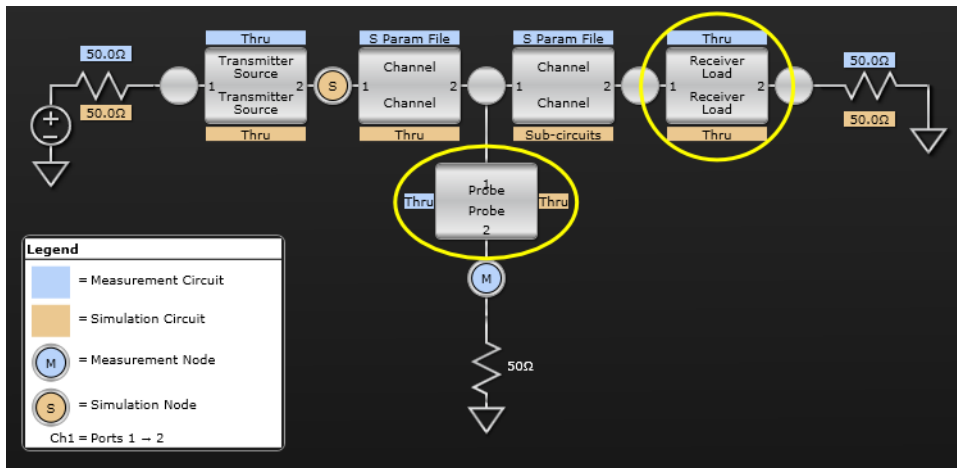 50.0Ω
50.0Ω
Thru
Transmitter
Source
1 2
Transmitter
Source
Thru
S
S Param File
Channel
1 2
Channel
Thru
S Param File
Channel
1 2
Channel
Sub-circuits
Thru
Receiver
Load
1 2
Receiver
Load
Thru
50.0Ω
50.0Ω
1
Thru Probe Thru
Probe
2
M
50Ω
Legend
= Measurement Circuit
= Simulation Circuit
M = Measurement Node
S = Simulation Node
Ch1 = Ports 1 → 2